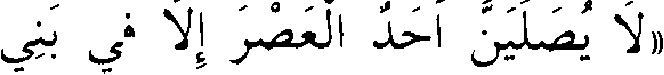 «لَا يُصَلِّيَنَّ أَحَدٌ الْعَصْرَ إِلَّا فِي بَنِي